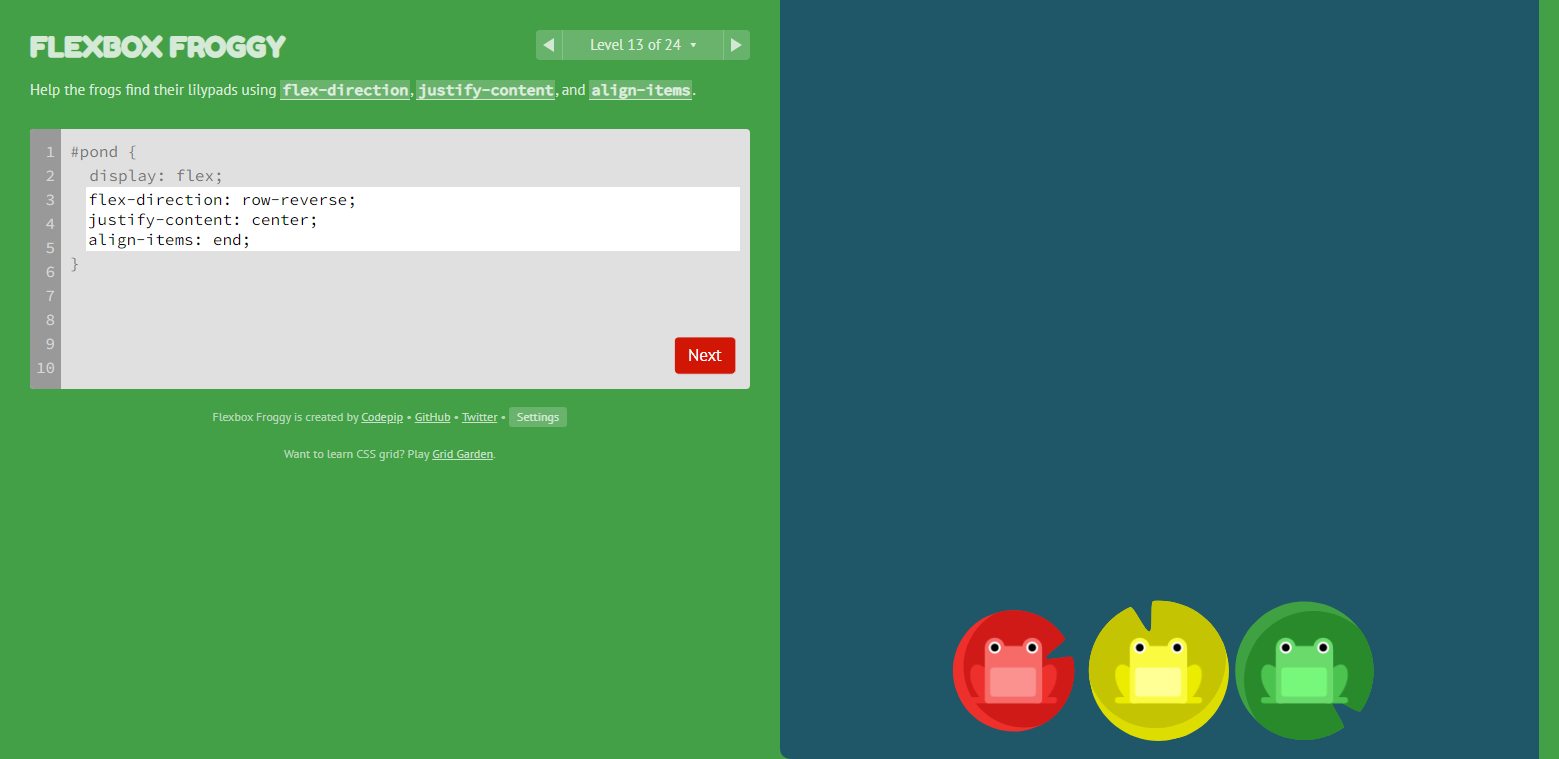 FLEXBOX FROGGY
◀ Level 13 of 24 ▾ ▶
Help the frogs find their lilypads using flex-direction, justify-content, and align-items.
1 #pond {
2 display: flex;
3 flex-direction: row-reverse;
4 justify-content: center;
5 align-items: end;
6 }
7
8
9
10
Next
Flexbox Froggy is created by Codepip • GitHub • Twitter • Settings
Want to learn CSS grid? Play Grid Garden.